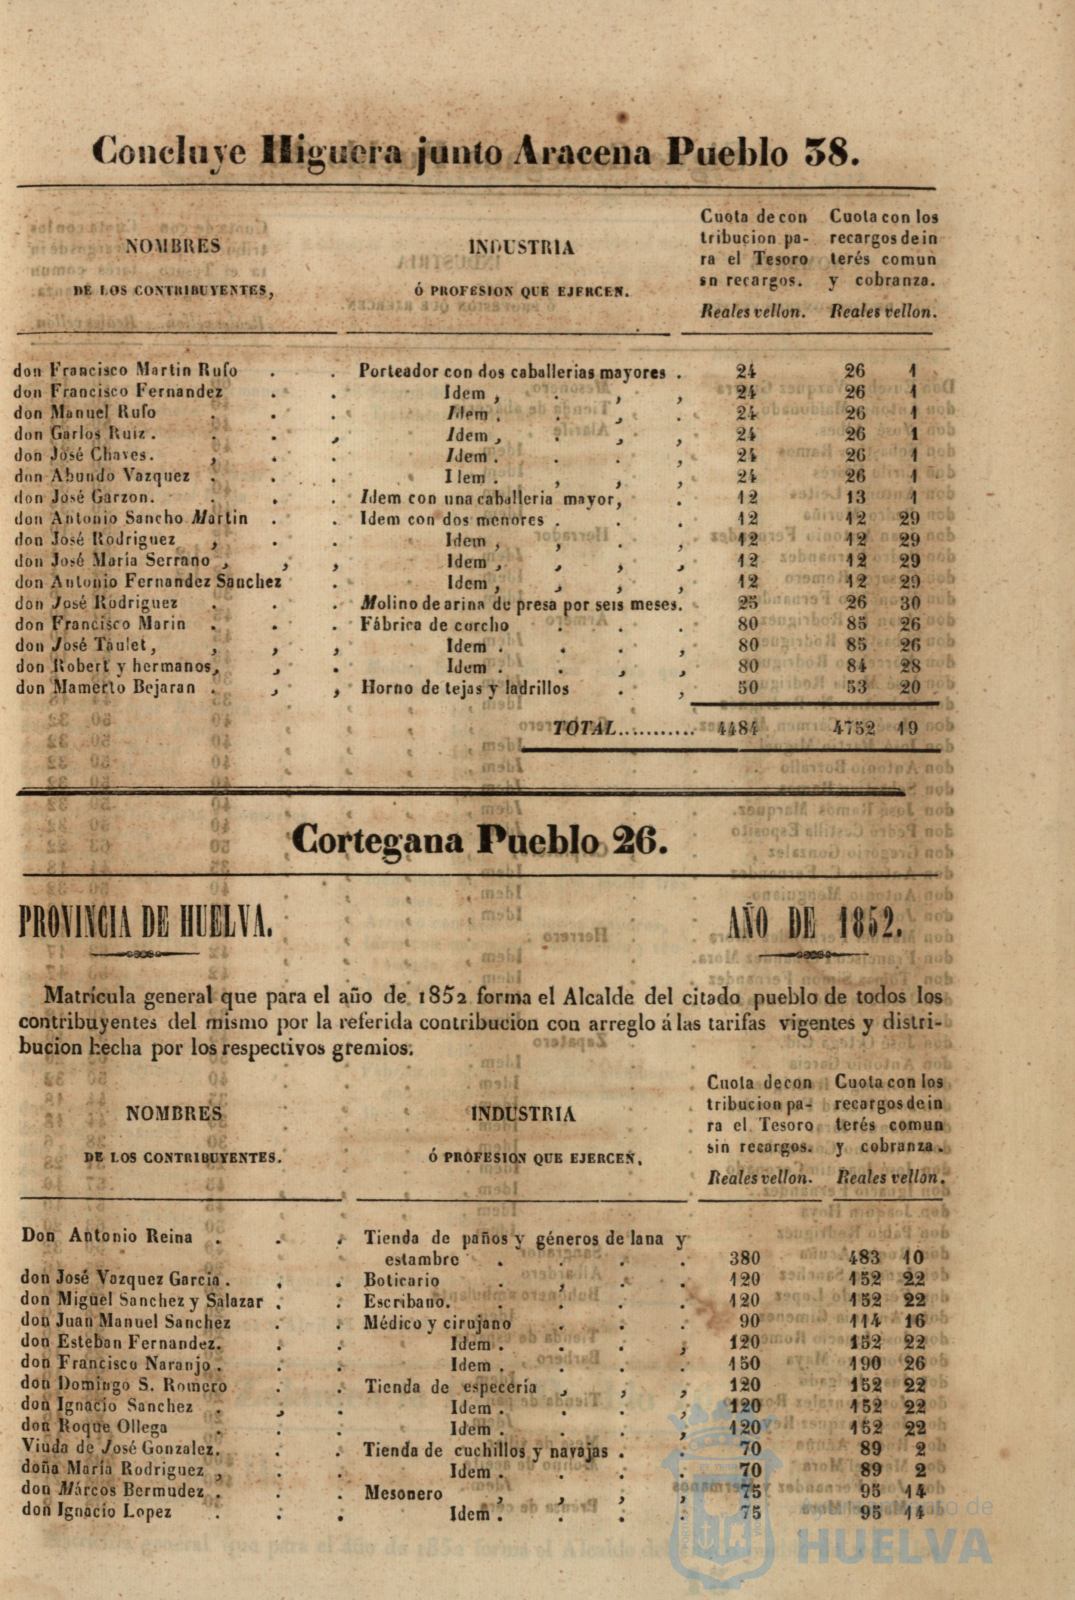 Concluye Higuera junto Aracena Pueblo 38.
NOMBRES
DE LOS CONTRIBUYENTES,
INDUSTRIA
Ó PROFESION QUE EJERCEN.
Cuota de con
tribucion pa-
ra el Tesoro
sn recargos.
Reales vellon.
Cuota con los
recargos de in
terés comun
y cobranza.
Reales vellon.
don Francisco Martin Rufo . . Porteador con dos caballerias mayores . 24 26 1
don Francisco Fernandez . . Idem , . , , 24 26 1
don Manuel Rufo . . . Idem . . , , 24 26 1
don Garlos Ruiz . . . , Idem , . , , 24 26 1
don José Chaves. , . . Idem . . . , 24 26 1
don Abundo Vazquez . . . I lem . , , , 24 26 1
don José Garzon. . . . Idem con una caballeria mayor, . 12 13 1
don Antonio Sancho Martin . . Idem con dos menores . . . 12 12 29
don José Rodriguez , . . Idem , , . , 12 12 29
don José María Serrano , , , Idem , , , , 12 12 29
don Antonio Fernandez Sanchez . Idem , , , , 12 12 29
don José Rodriguez . . . Molino de arina de presa por seis meses. 25 26 30
don Francisco Marin . . . Fábrica de corcho . . . 80 85 26
don José Taulet , , , , Idem . . . , 80 85 26
don Robert y hermanos, , . Idem . . , , 80 84 28
don Mamerto Bejaran . , , Horno de tejas y ladrillos . , 50 53 20
TOTAL........... 4484 4752 19
Cortegana Pueblo 26.
PROVINCIA DE HUELVA. AÑO DE 1852.
Matrícula general que para el año de 1852 forma el Alcalde del citado pueblo de todos los
contribuyentes del mismo por la referida contribucion con arreglo á las tarifas vigentes y distri-
bucion hecha por los respectivos gremios.
NOMBRES
DE LOS CONTRIBUYENTES.
INDUSTRIA
Ó PROFESION QUE EJERCEN,
Cuota de con
tribucion pa-
ra el Tesoro
sin recargos.
Reales vellon.
Cuota con los
recargos de in
terés comun
y cobranza.
Reales vellon.
Don Antonio Reina . . . Tienda de paños y géneros de lana y
estambre . . . . 380 483 10
don José Vazquez Garcia . , . Boticario . , . . 120 152 22
don Miguel Sanchez y Salazar . . Escribano. . . . . 120 152 22
don Juan Manuel Sanchez . . Médico y cirujano . . . 90 114 16
don Esteban Fernandez. . . Idem . . . , 120 152 22
don Francisco Naranjo . . . Idem . . . . 150 190 26
don Domingo S. Romero . . Tienda de especería , , , 120 152 22
don Ignacio Sanchez . , . Idem . . . , 120 152 22
don Roque Ollega . . . Idem . . . , 120 152 22
Viuda de José Gonzalez. . . Tienda de cuchillos y navajas . . 70 89 2
doña María Rodriguez , . . Idem . . . . 70 89 2
don Márcos Bermudez . . . Mesonero , , , , 75 95 14
don Ignacio Lopez . . . Idem . . . . 75 95 14
Ayuntamiento de
HUELVA